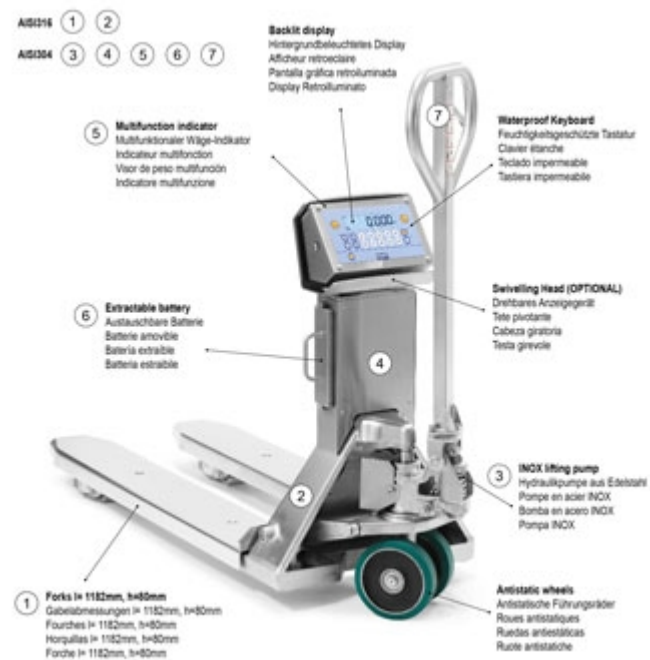 AISI316 1 2
AISI304 3 4 5 6 7
Backlit display
Hintergrundbeleuchtetes Display
Afficheur retroeclaire
Pantalla gráfica retroiluminada
Display Retroilluminato
5 Multifunction indicator
Multifunktionaler Wäge-Indikator
Indicateur multifonction
Visor de peso multifunción
Indicatore multifunzione
7
Waterproof Keyboard
Feuchtigkeitsgeschützte Tastatur
Clavier étanche
Teclado impermeable
Tastiera impermeabile
0.000
Swivelling Head (OPTIONAL)
Drehbares Anzeigegerät
Tete pivotante
Cabeza giratoria
Testa girevole
6 Extractable battery
Austauschbare Batterie
Batterie amovible
Batería extraíble
Batteria estraibile
4
2
3 INOX lifting pump
Hydraulikpumpe aus Edelstahl
Pompe en acier INOX
Bomba en acero INOX
Pompa INOX
1 Forks l= 1182mm, h=80mm
Gabelabmessungen l= 1182mm, h=80mm
Fourches l= 1182mm, h=80mm
Horquillas l= 1182mm, h=80mm
Forche l= 1182mm, h=80mm
Antistatic wheels
Antistatische Führungsräder
Roues antistatiques
Ruedas antiestáticas
Ruote antistatiche